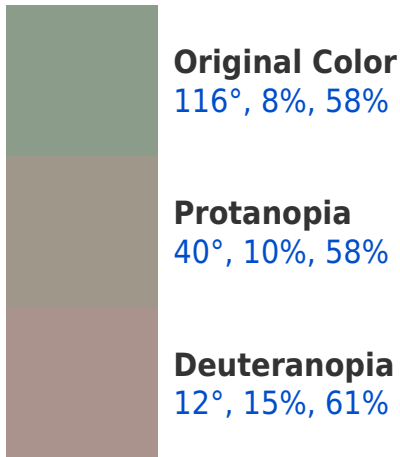 Original Color
116°, 8%, 58%
Protanopia
40°, 10%, 58%
Deuteranopia
12°, 15%, 61%